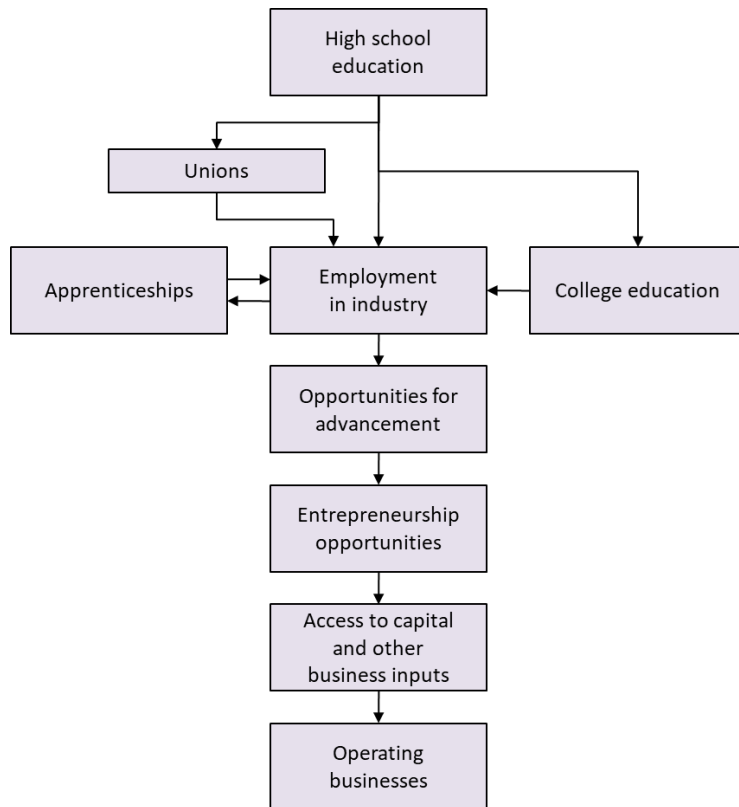 High school
education
Unions
Apprenticeships
Employment
in industry
College education
Opportunities for
advancement
Entrepreneurship
opportunities
Access to capital
and other
business inputs
Operating
businesses